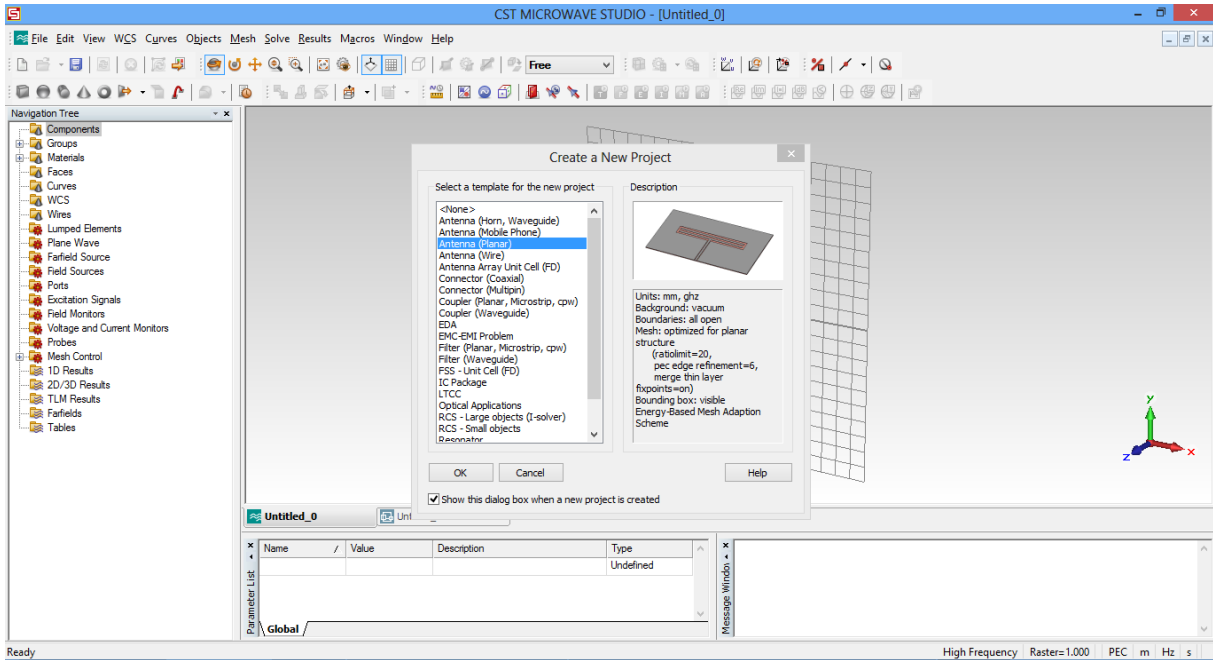 CST MICROWAVE STUDIO - [Untitled_0]
File Edit View WCS Curves Objects Mesh Solve Results Macros Window Help
Free
Navigation Tree
Components
Groups
Materials
Faces
Curves
WCS
Wires
Lumped Elements
Plane Wave
Farfield Source
Field Sources
Ports
Excitation Signals
Field Monitors
Voltage and Current Monitors
Probes
Mesh Control
1D Results
2D/3D Results
TLM Results
Farfields
Tables
Create a New Project
Select a template for the new project
<None>
Antenna (Horn, Waveguide)
Antenna (Mobile Phone)
Antenna (Planar)
Antenna (Wire)
Antenna Array Unit Cell (FD)
Connector (Coaxial)
Connector (Multipin)
Coupler (Planar, Microstrip, cpw)
Coupler (Waveguide)
EDA
EMC-EMI Problem
Filter (Planar, Microstrip, cpw)
Filter (Waveguide)
FSS - Unit Cell (FD)
IC Package
LTCC
Optical Applications
RCS - Large objects (I-solver)
RCS - Small objects
Resonator
Description
Units: mm, ghz
Background: vacuum
Boundaries: all open
Mesh: optimized for planar
structure
(ratiolimit=20,
pec edge refinement=6,
merge thin layer
fixpoints=on)
Bounding box: visible
Energy-Based Mesh Adaption
Scheme
OK Cancel Help
Show this dialog box when a new project is created
y
z x
Untitled_0 Unt
Parameter List
Name / Value Description Type
Undefined
Global
Message Window
Ready High Frequency Raster=1.000 PEC m Hz s